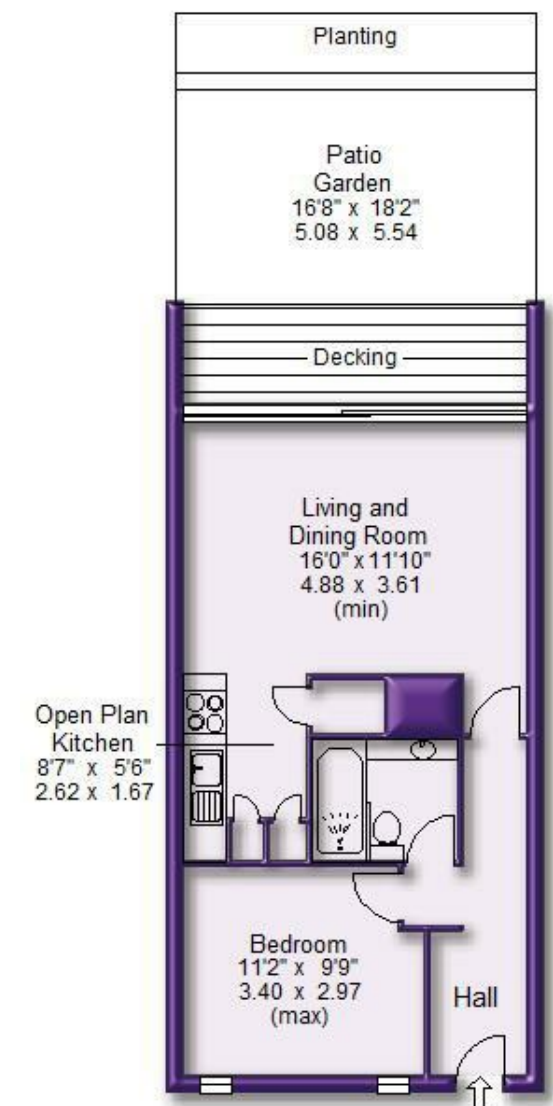 Planting
Patio
Garden
16'8" x 18'2"
5.08 x 5.54
Decking
Living and
Dining Room
16'0" x 11'10"
4.88 x 3.61
(min)
Open Plan
Kitchen
8'7" x 5'6"
2.62 x 1.67
Bedroom
11'2" x 9'9"
3.40 x 2.97
(max)
Hall